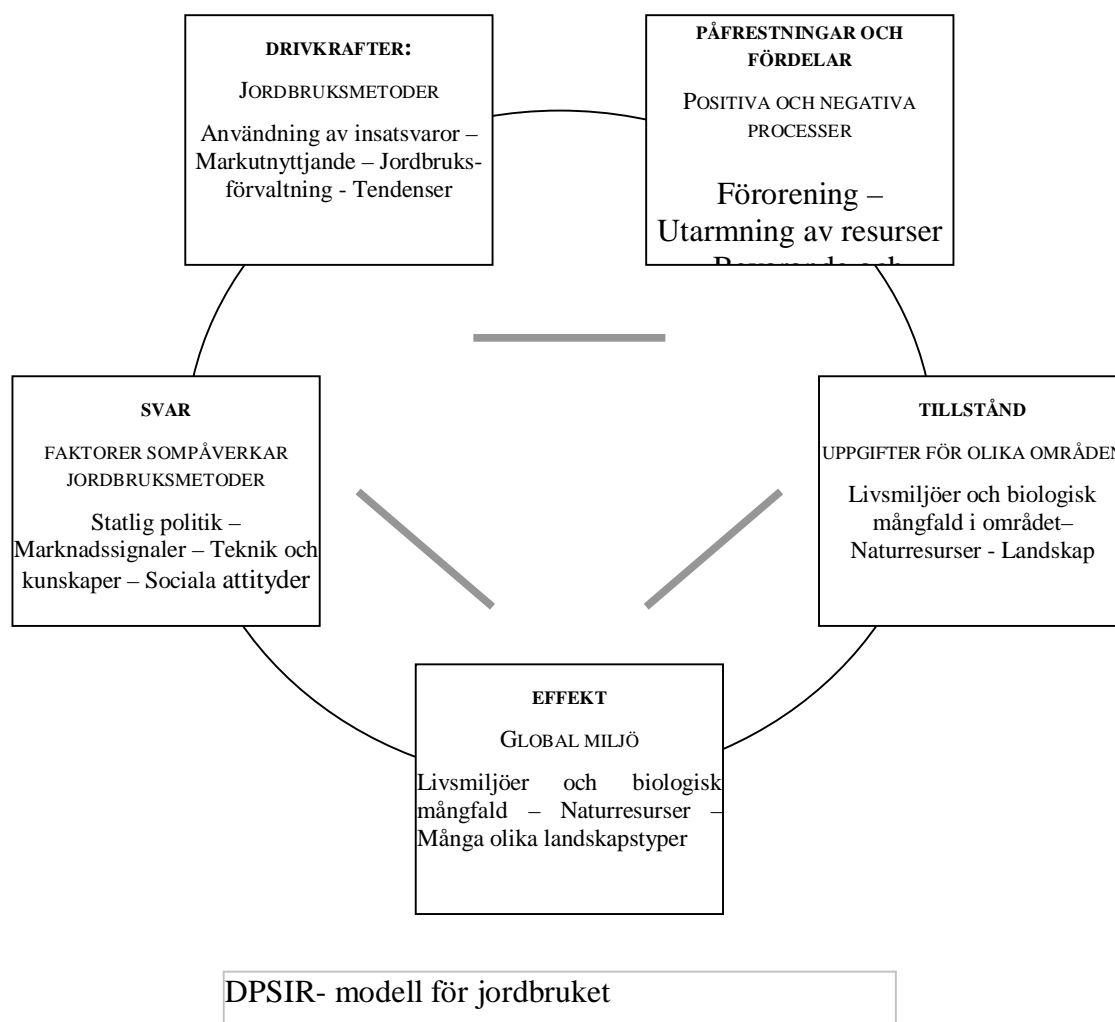 DRIVKRAFTER:
JORDBRUKSMETODER
Användning av insatsvaror –
Markutnyttjande – Jordbruks-
förvaltning - Tendenser
PÅFRESTNINGAR OCH
FÖRDELAR
POSITIVA OCH NEGATIVA
PROCESSER
Förorening –
Utarmning av resurser
SVAR
FAKTORER SOMPÅVERKAR
JORDBRUKSMETODER
Statlig politik –
Marknadssignaler – Teknik och
kunskaper – Sociala attityder
TILLSTÅND
UPPGIFTER FÖR OLIKA OMRÅDEN
Livsmiljöer och biologisk
mångfald i området–
Naturresurser - Landskap
EFFEKT
GLOBAL MILJÖ
Livsmiljöer och biologisk
mångfald – Naturresurser –
Många olika landskapstyper
DPSIR- modell för jordbruket